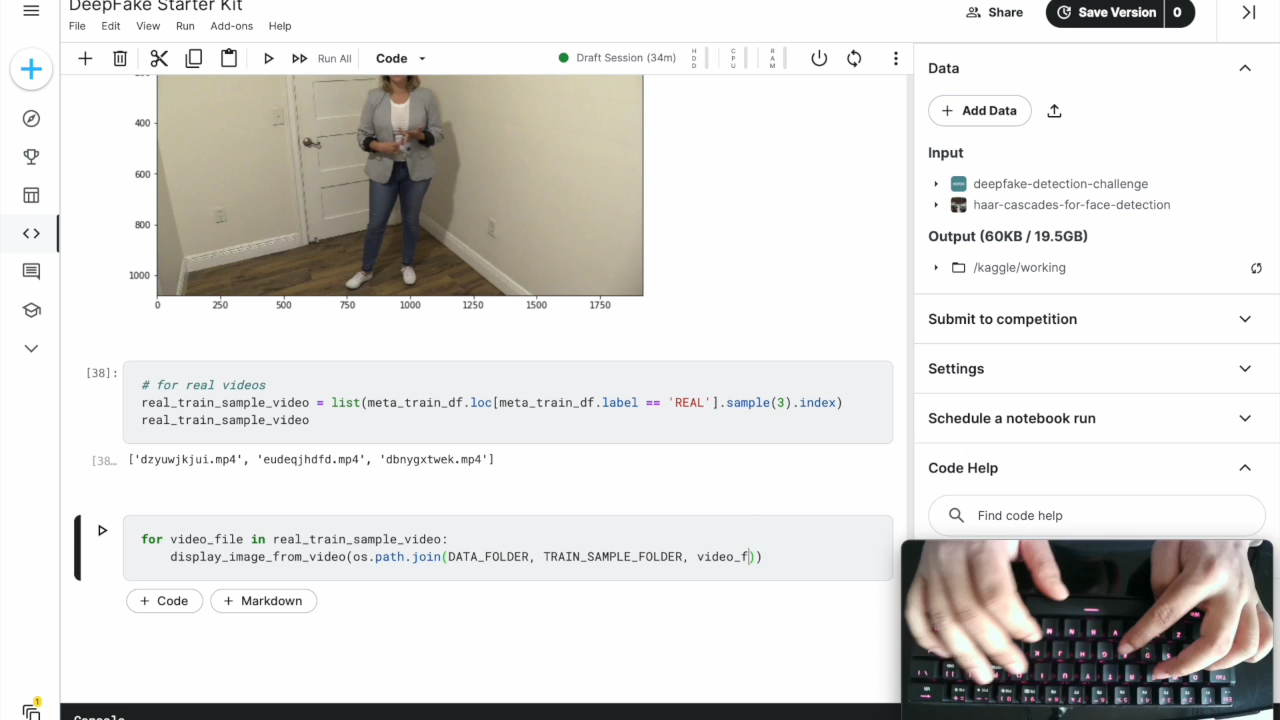 DeepFake Starter Kit
File Edit View Run Add-ons Help
Share
Save Version 0
Run All
Code
Draft Session (34m)
HDD
CPU
RAM
400
600
800
1000
0 250 500 750 1000 1250 1500 1750
[38]:
# for real videos
real_train_sample_video = list(meta_train_df.loc[meta_train_df.label == 'REAL'].sample(3).index)
real_train_sample_video
[38…
['dzyuwjkjui.mp4', 'eudeqjhdfd.mp4', 'dbnygxtwek.mp4']
for video_file in real_train_sample_video:
display_image_from_video(os.path.join(DATA_FOLDER, TRAIN_SAMPLE_FOLDER, video_f))
+ Code
+ Markdown
Data
+ Add Data
Input
deepfake-detection-challenge
haar-cascades-for-face-detection
Output (60KB / 19.5GB)
/kaggle/working
Submit to competition
Settings
Schedule a notebook run
Code Help
Find code help
1
Console